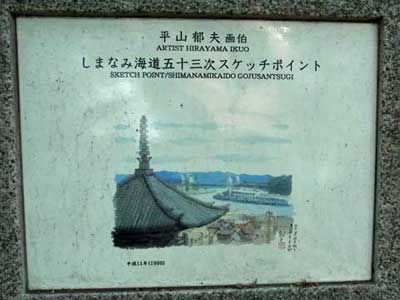 平山郁夫 画伯
ARTIST HIRAYAMA IKUO
しまなみ海道五十三次スケッチポイント
SKETCH POINT/SHIMANAMIKAIDO GOJUSANTSUGI
平成11年(1999)